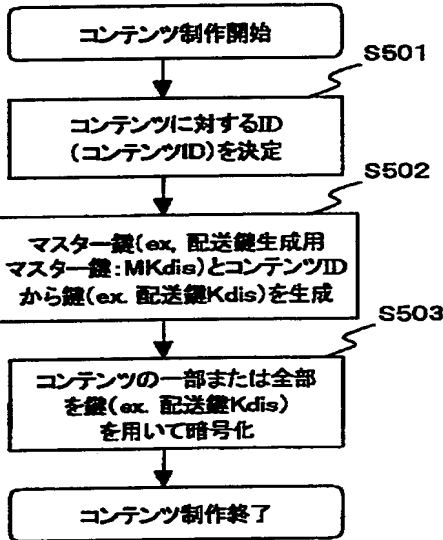 コンテンツ制作開始
S501
コンテンツに対するID
(コンテンツID)を決定
S502
マスター鍵(ex, 配送鍵生成用
マスター鍵:MKdis)とコンテンツID
から鍵(ex. 配送鍵Kdis)を生成
S503
コンテンツの一部または全部
を鍵(ex. 配送鍵Kdis)
を用いて暗号化
コンテンツ制作終了